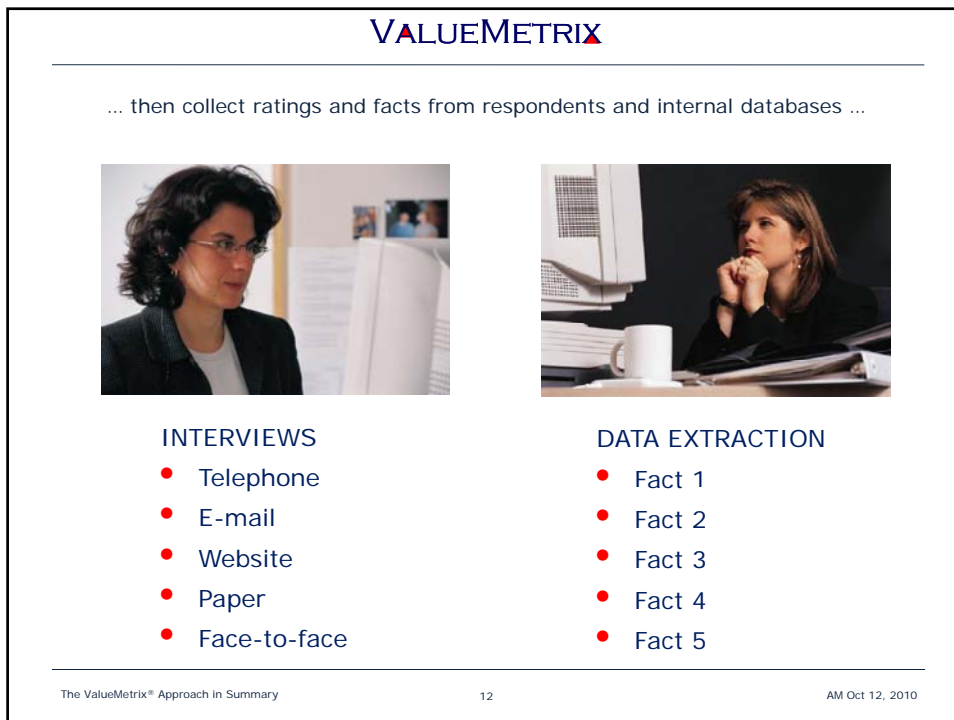 VALUEMETRIX
... then collect ratings and facts from respondents and internal databases ...
INTERVIEWS
• Telephone
• E-mail
• Website
• Paper
• Face-to-face
DATA EXTRACTION
• Fact 1
• Fact 2
• Fact 3
• Fact 4
• Fact 5
The ValueMetrix® Approach in Summary
12
AM Oct 12, 2010